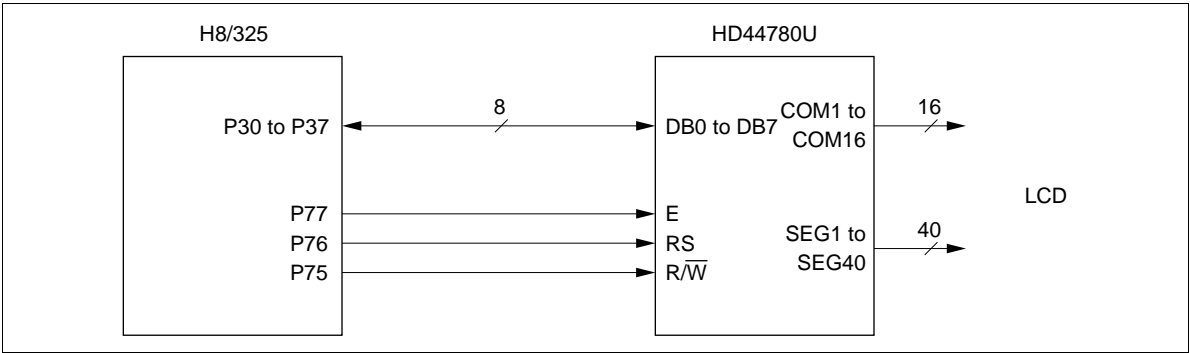 H8/325
HD44780U
P30 to P37
8
DB0 to DB7
COM1 to
COM16
16
P77
E
P76
RS
P75
R/W̅
SEG1 to
SEG40
40
LCD